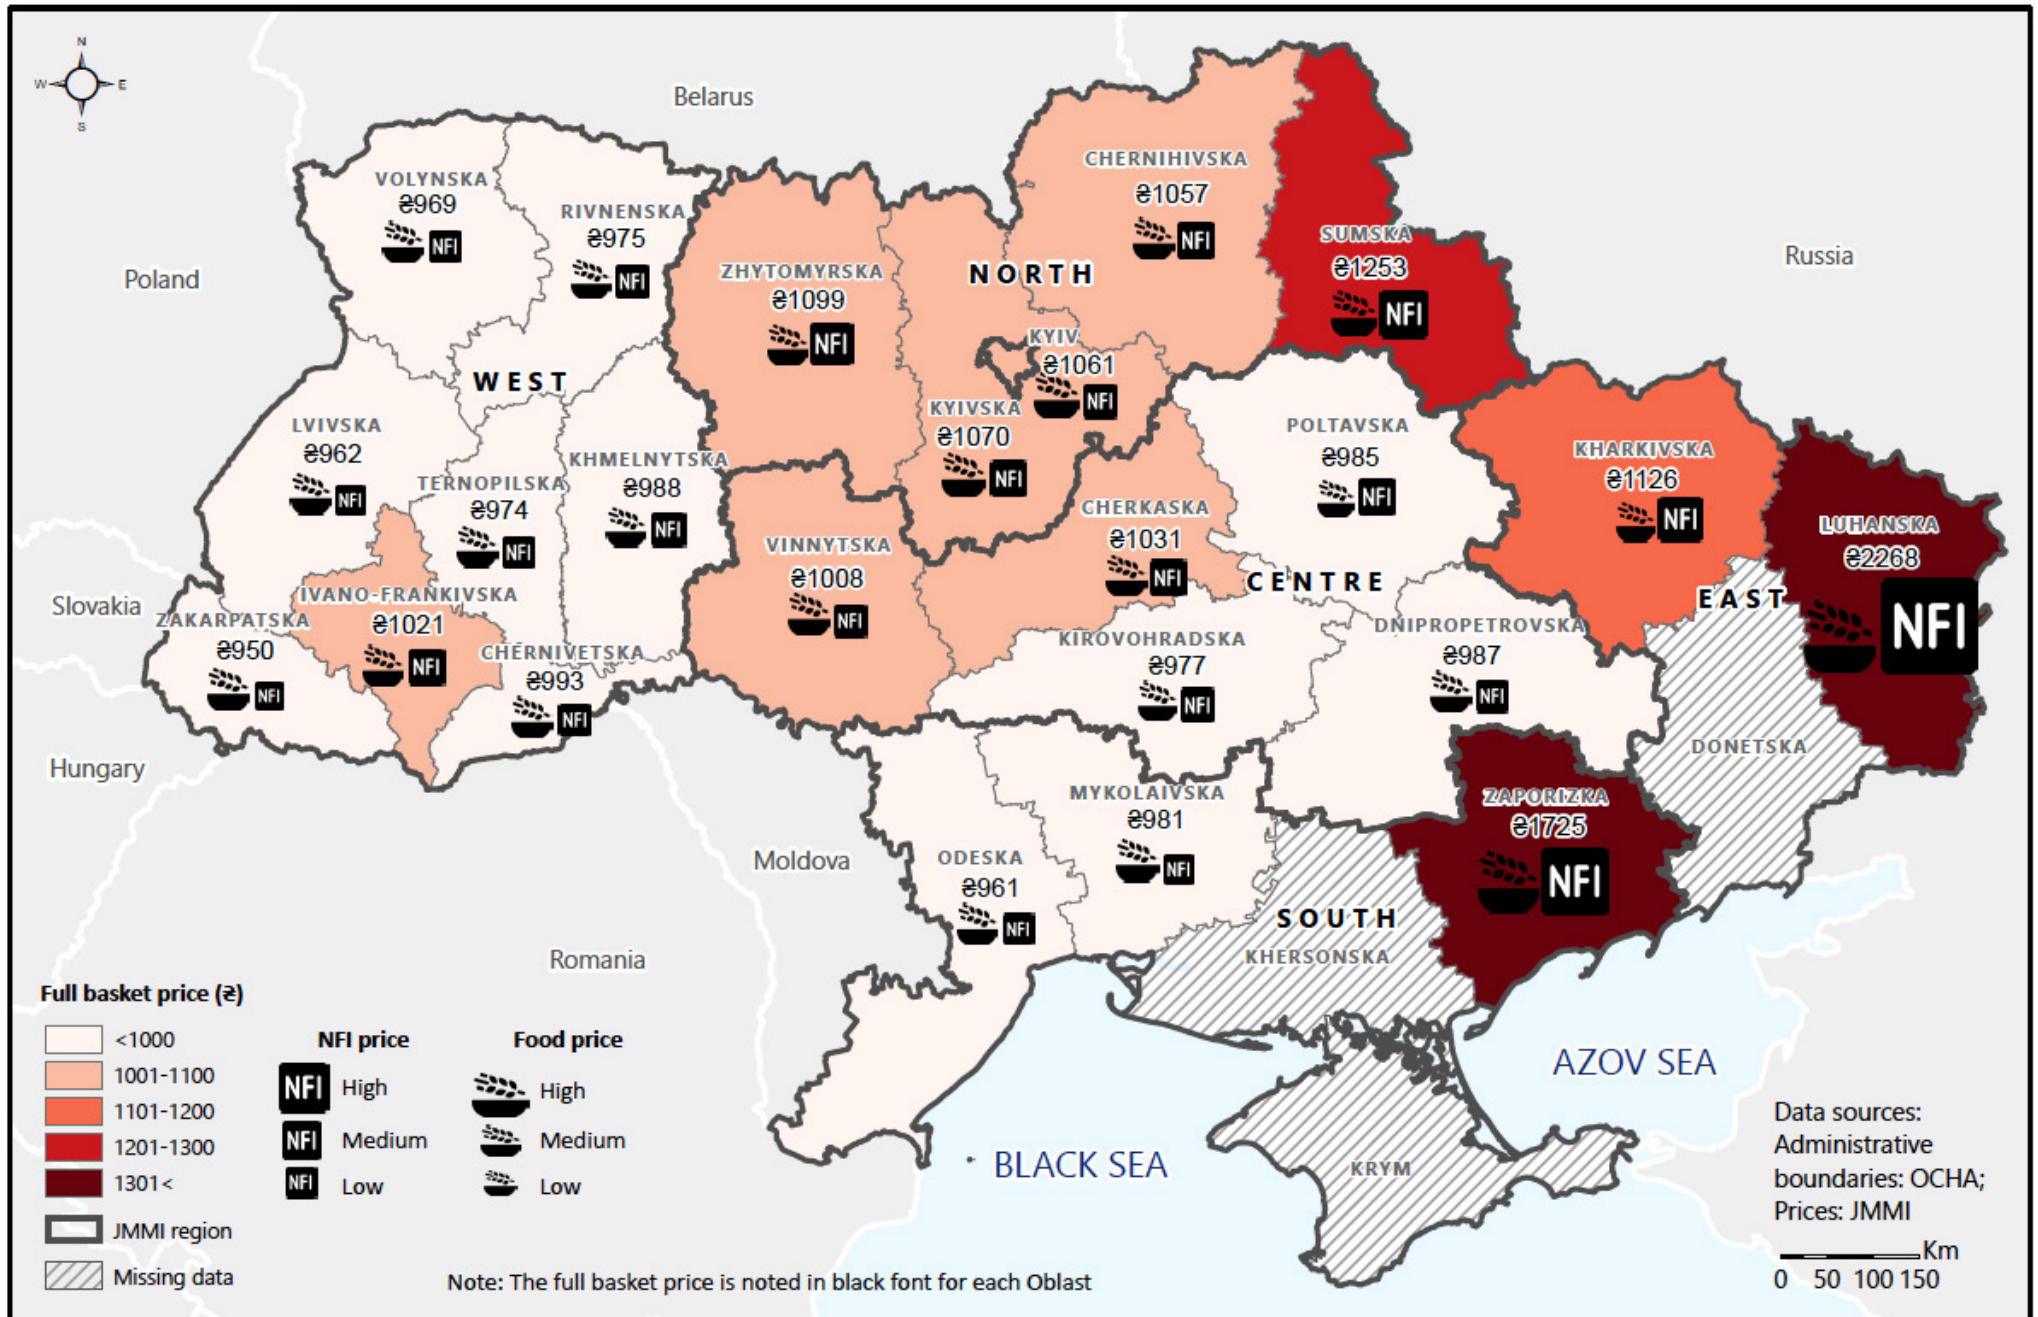 N
W E
S
Belarus
Poland
Russia
Slovakia
Hungary
Moldova
Romania
WEST
VOLYNSKA
₴969
NFI
RIVNENSKA
₴975
NFI
LVIVSKA
₴962
NFI
TERNOPILSKA
₴974
NFI
KHMELNYTSKA
₴988
NFI
IVANO-FRANKIVSKA
₴1021
NFI
ZAKARPATSKA
₴950
NFI
CHERNIVETSKA
₴993
NFI
NORTH
ZHYTOMYRSKA
₴1099
NFI
CHERNIHIVSKA
₴1057
NFI
SUMSKA
₴1253
NFI
KYIV
₴1061
NFI
KYIVSKA
₴1070
NFI
CENTRE
VINNYTSKA
₴1008
NFI
CHERKASKA
₴1031
NFI
POLTAVSKA
₴985
NFI
KIROVOHRADSKA
₴977
NFI
DNIPROPETROVSKA
₴987
NFI
EAST
KHARKIVSKA
₴1126
NFI
LUHANSKA
₴2268
NFI
DONETSKA
SOUTH
ODESKA
₴961
NFI
MYKOLAIVSKA
₴981
NFI
KHERSONSKA
ZAPORIZKA
₴1725
NFI
KRYM
AZOV SEA
BLACK SEA
Full basket price (₴)
<1000
1001-1100
1101-1200
1201-1300
1301<
JMMI region
Missing data
NFI price
NFI High
NFI Medium
NFI Low
Food price
High
Medium
Low
Note: The full basket price is noted in black font for each Oblast
Data sources:
Administrative
boundaries: OCHA;
Prices: JMMI
Km
0 50 100 150